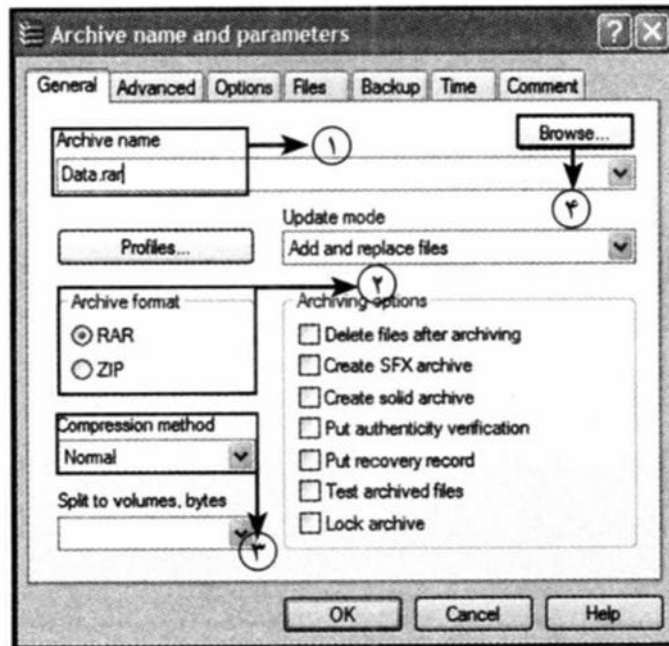 Archive name and parameters
General Advanced Options Files Backup Time Comment
Archive name
۱
Browse...
Data.rar
۴
Update mode
Profiles...
Add and replace files
۲
Archive format
RAR
ZIP
Archiving options
Delete files after archiving
Create SFX archive
Create solid archive
Put authenticity verification
Put recovery record
Test archived files
Lock archive
Compression method
Normal
Split to volumes, bytes
۳
OK Cancel Help